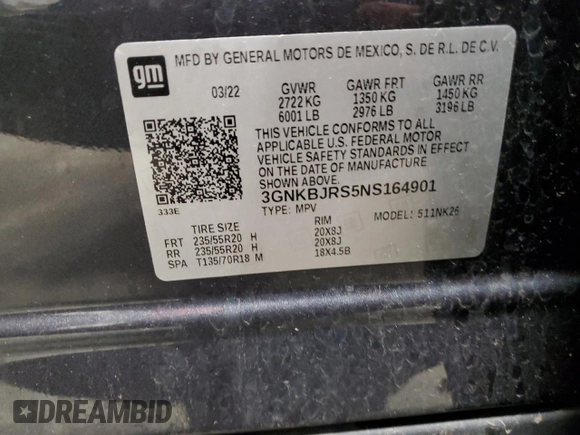 gm
MFD BY GENERAL MOTORS DE MEXICO, S. DE R.L. DE C.V.
03/22 GVWR GAWR FRT GAWR RR
2722 KG 1350 KG 1450 KG
6001 LB 2976 LB 3196 LB
THIS VEHICLE CONFORMS TO ALL
APPLICABLE U.S. FEDERAL MOTOR
VEHICLE SAFETY STANDARDS IN EFFECT
ON THE DATE OF MANUFACTURE
SHOWN ABOVE.
3GNKBJRS5NS164901
333E TYPE: MPV MODEL: 511NK26
TIRE SIZE RIM
FRT 235/55R20 H 20X8J
RR 235/55R20 H 20X8J
SPA T135/70R18 M 18X4.5B
DREAMBID